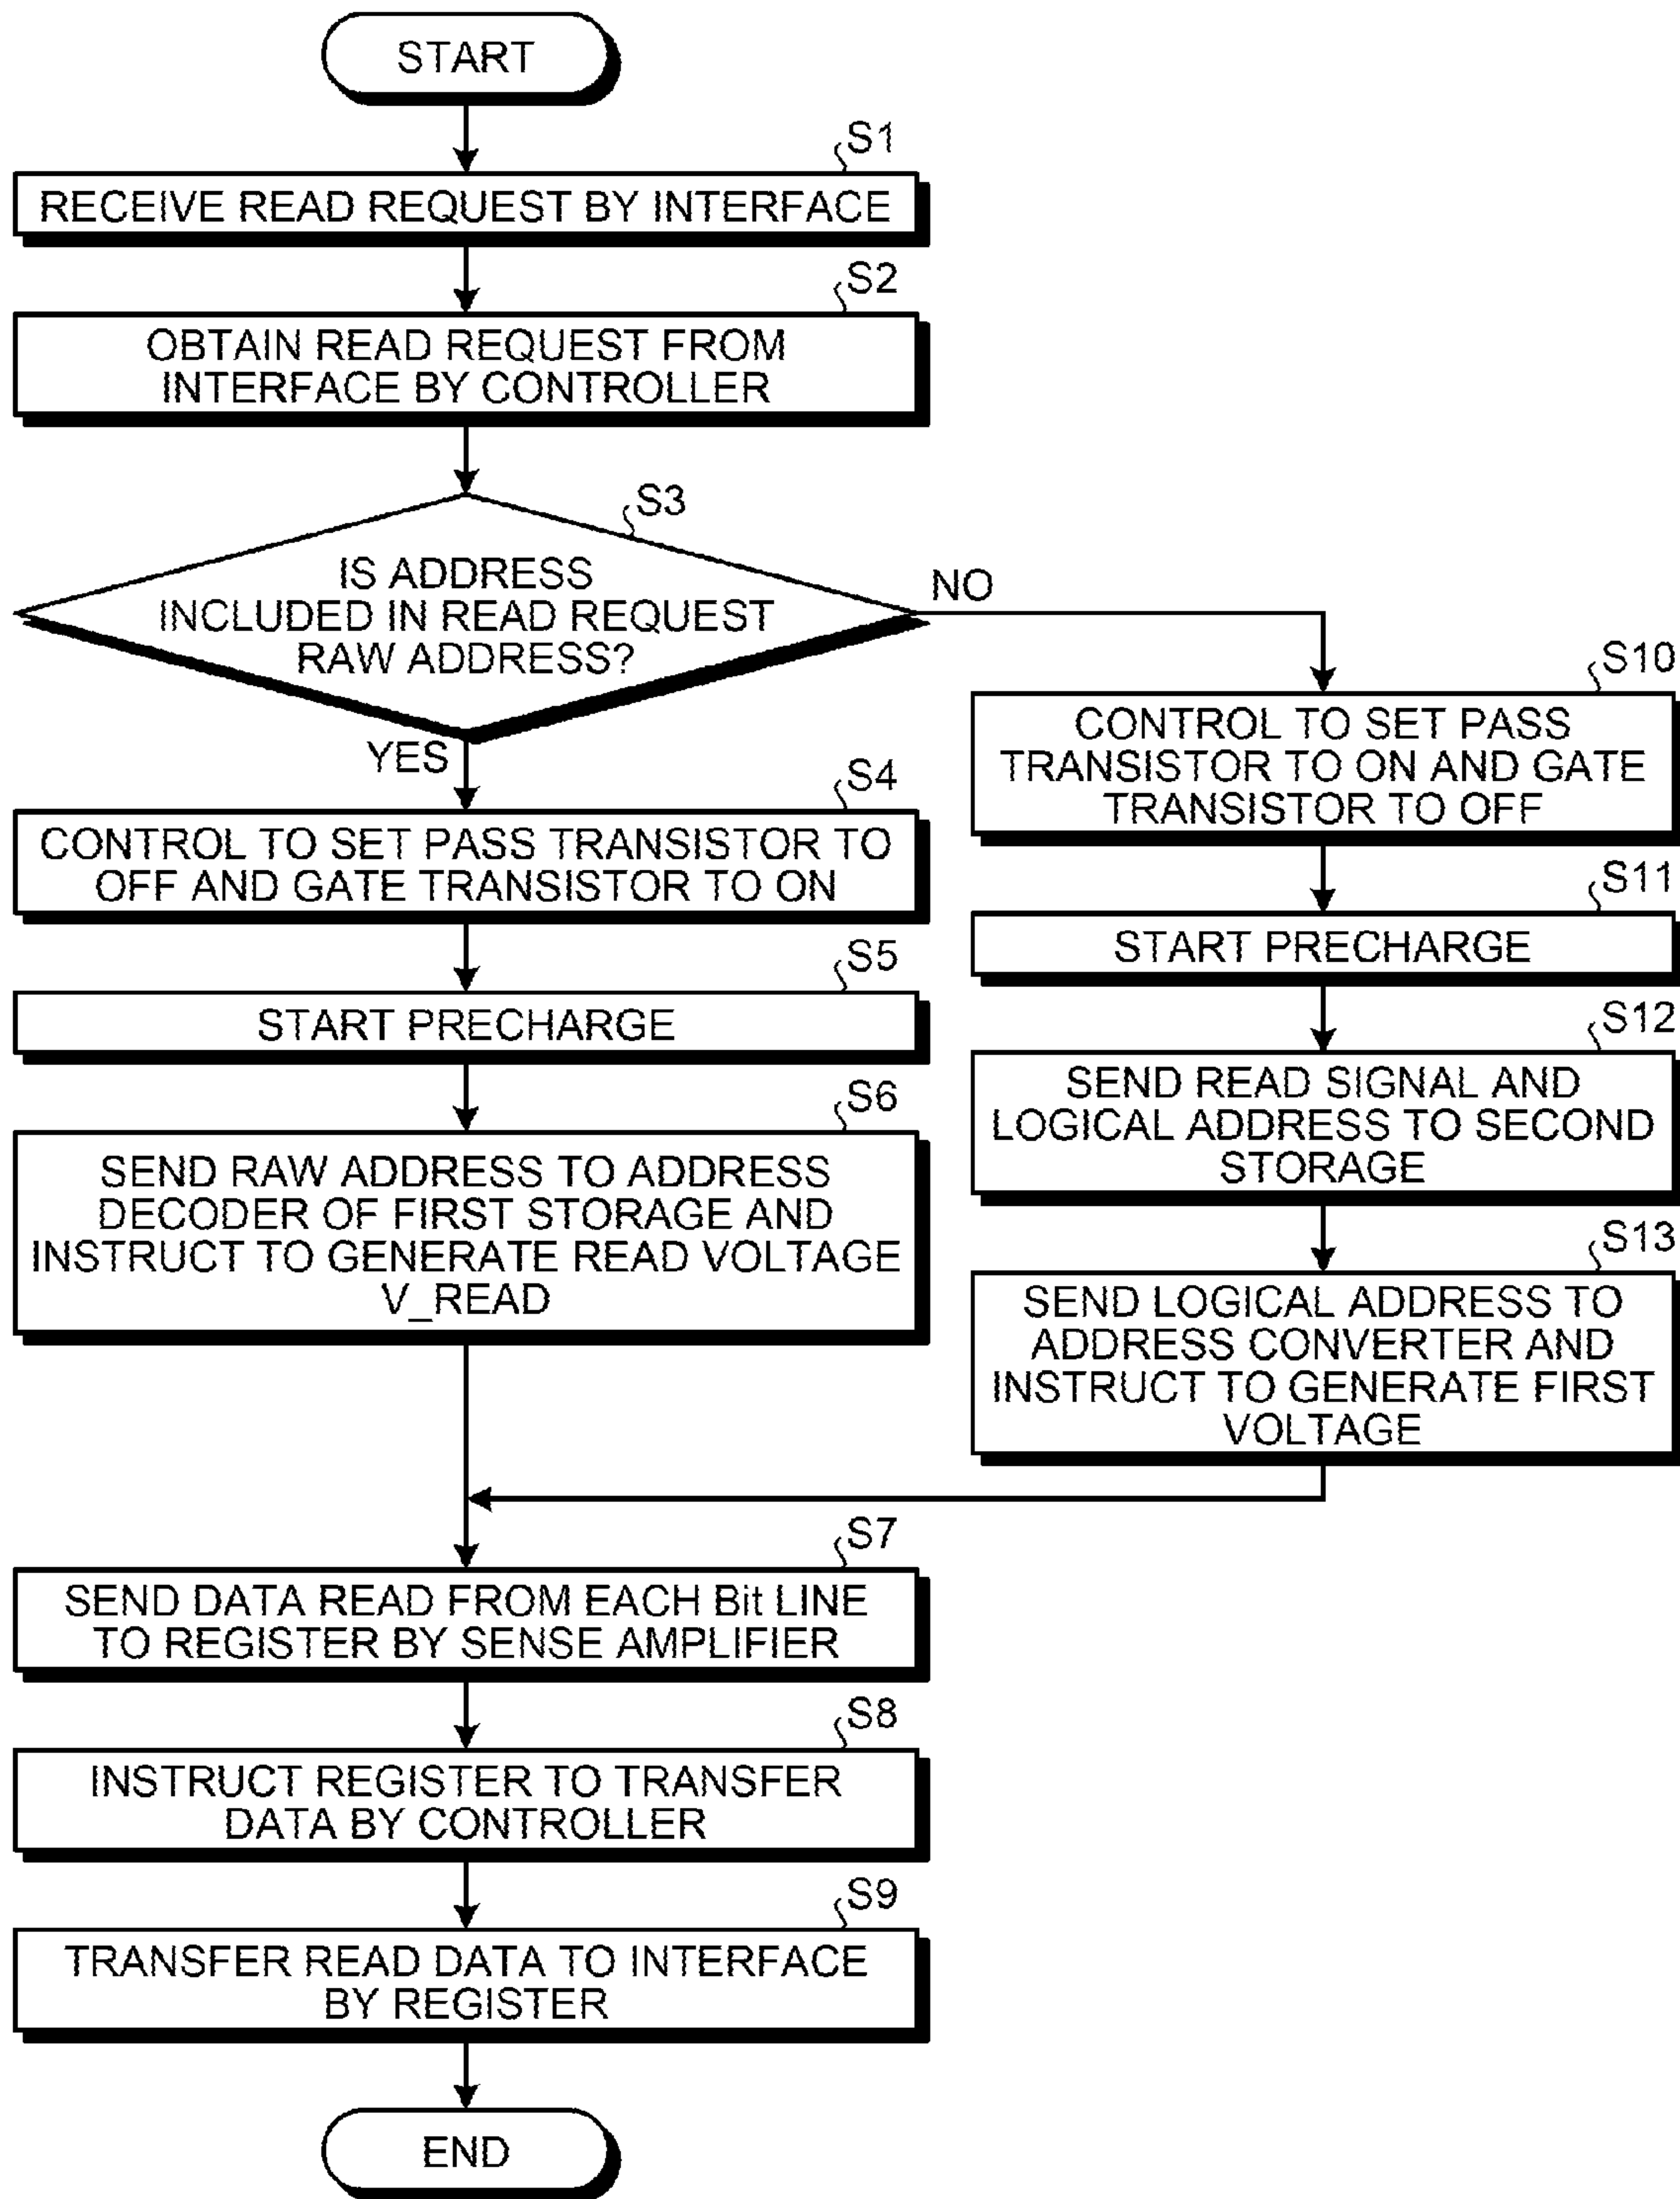 START
S1
RECEIVE READ REQUEST BY INTERFACE
S2
OBTAIN READ REQUEST FROM
INTERFACE BY CONTROLLER
S3
IS ADDRESS
INCLUDED IN READ REQUEST
RAW ADDRESS?
NO
YES
S4
CONTROL TO SET PASS TRANSISTOR TO
OFF AND GATE TRANSISTOR TO ON
S5
START PRECHARGE
S6
SEND RAW ADDRESS TO ADDRESS
DECODER OF FIRST STORAGE AND
INSTRUCT TO GENERATE READ VOLTAGE
V_READ
S10
CONTROL TO SET PASS
TRANSISTOR TO ON AND GATE
TRANSISTOR TO OFF
S11
START PRECHARGE
S12
SEND READ SIGNAL AND
LOGICAL ADDRESS TO SECOND
STORAGE
S13
SEND LOGICAL ADDRESS TO
ADDRESS CONVERTER AND
INSTRUCT TO GENERATE FIRST
VOLTAGE
S7
SEND DATA READ FROM EACH Bit LINE
TO REGISTER BY SENSE AMPLIFIER
S8
INSTRUCT REGISTER TO TRANSFER
DATA BY CONTROLLER
S9
TRANSFER READ DATA TO INTERFACE
BY REGISTER
END